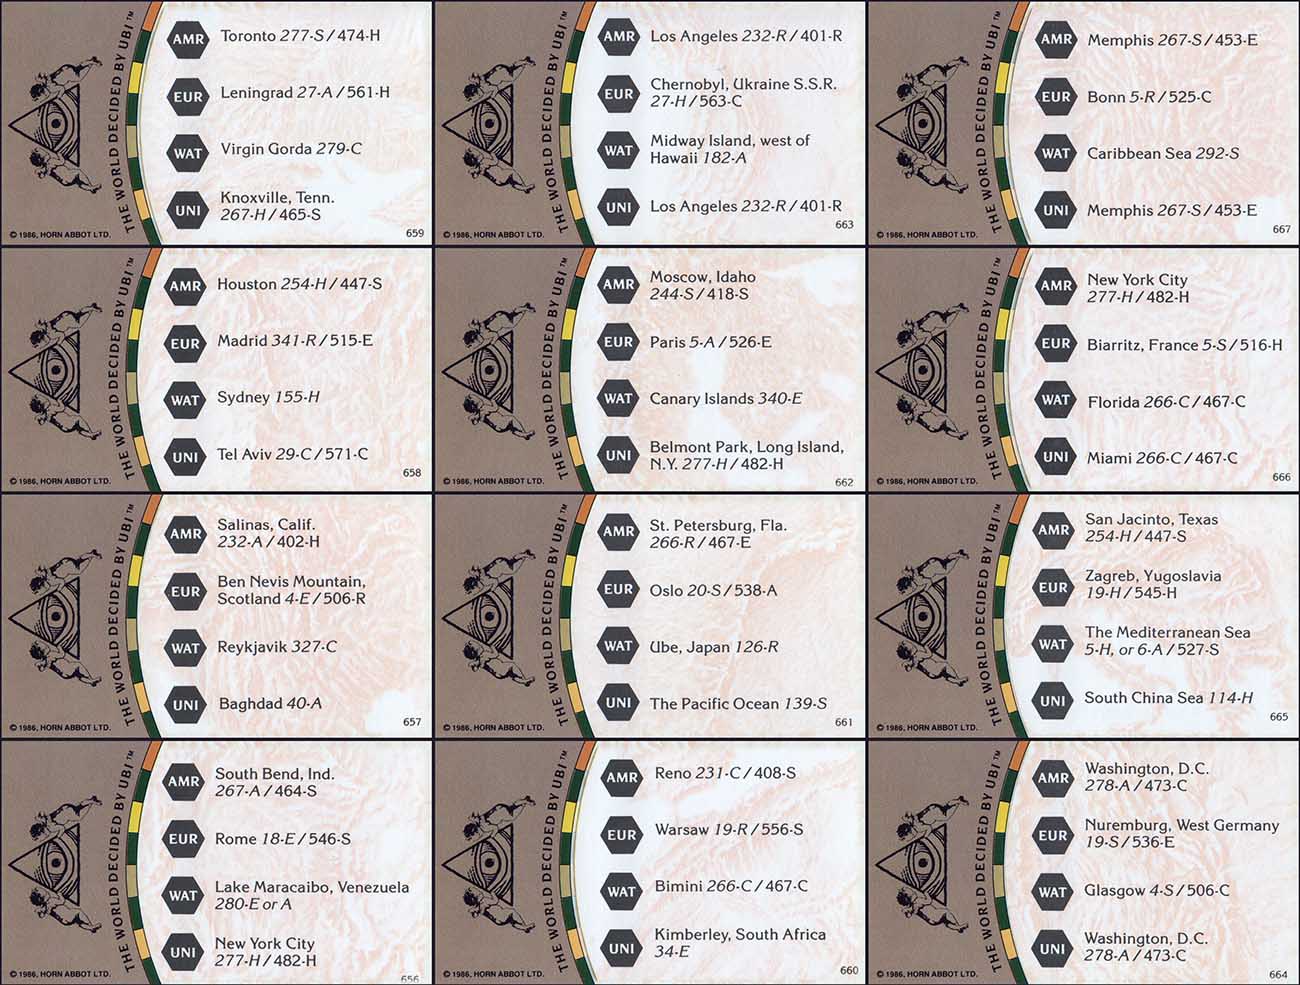 THE WORLD DECIDED BY UBI™
AMR Toronto 277-S / 474-H
EUR Leningrad 27-A / 561-H
WAT Virgin Gorda 279-C
UNI Knoxville, Tenn.
267-H / 465-S
© 1986, HORN ABBOT LTD.
659
THE WORLD DECIDED BY UBI™
AMR Los Angeles 232-R / 401-R
EUR Chernobyl, Ukraine S.S.R.
27-H / 563-C
WAT Midway Island, west of
Hawaii 182-A
UNI Los Angeles 232-R / 401-R
© 1986, HORN ABBOT LTD.
663
THE WORLD DECIDED BY UBI™
AMR Memphis 267-S / 453-E
EUR Bonn 5-R / 525-C
WAT Caribbean Sea 292-S
UNI Memphis 267-S / 453-E
© 1986, HORN ABBOT LTD.
667
THE WORLD DECIDED BY UBI™
AMR Houston 254-H / 447-S
EUR Madrid 341-R / 515-E
WAT Sydney 155-H
UNI Tel Aviv 29-C / 571-C
© 1986, HORN ABBOT LTD.
658
THE WORLD DECIDED BY UBI™
AMR Moscow, Idaho
244-S / 418-S
EUR Paris 5-A / 526-E
WAT Canary Islands 340-E
UNI Belmont Park, Long Island,
N.Y. 277-H / 482-H
© 1986, HORN ABBOT LTD.
662
THE WORLD DECIDED BY UBI™
AMR New York City
277-H / 482-H
EUR Biarritz, France 5-S / 516-H
WAT Florida 266-C / 467-C
UNI Miami 266-C / 467-C
© 1986, HORN ABBOT LTD.
666
THE WORLD DECIDED BY UBI™
AMR Salinas, Calif.
232-A / 402-H
EUR Ben Nevis Mountain,
Scotland 4-E / 506-R
WAT Reykjavik 327-C
UNI Baghdad 40-A
© 1986, HORN ABBOT LTD.
657
THE WORLD DECIDED BY UBI™
AMR St. Petersburg, Fla.
266-R / 467-E
EUR Oslo 20-S / 538-A
WAT Ube, Japan 126-R
UNI The Pacific Ocean 139-S
© 1986, HORN ABBOT LTD.
661
THE WORLD DECIDED BY UBI™
AMR San Jacinto, Texas
254-H / 447-S
EUR Zagreb, Yugoslavia
19-H / 545-H
WAT The Mediterranean Sea
5-H, or 6-A / 527-S
UNI South China Sea 114-H
© 1986, HORN ABBOT LTD.
665
THE WORLD DECIDED BY UBI™
AMR South Bend, Ind.
267-A / 464-S
EUR Rome 18-E / 546-S
WAT Lake Maracaibo, Venezuela
280-E or A
UNI New York City
277-H / 482-H
© 1986, HORN ABBOT LTD.
656
THE WORLD DECIDED BY UBI™
AMR Reno 231-C / 408-S
EUR Warsaw 19-R / 556-S
WAT Bimini 266-C / 467-C
UNI Kimberley, South Africa
34-E
© 1986, HORN ABBOT LTD.
660
THE WORLD DECIDED BY UBI™
AMR Washington, D.C.
278-A / 473-C
EUR Nuremburg, West Germany
19-S / 536-E
WAT Glasgow 4-S / 506-C
UNI Washington, D.C.
278-A / 473-C
© 1986, HORN ABBOT LTD.
664